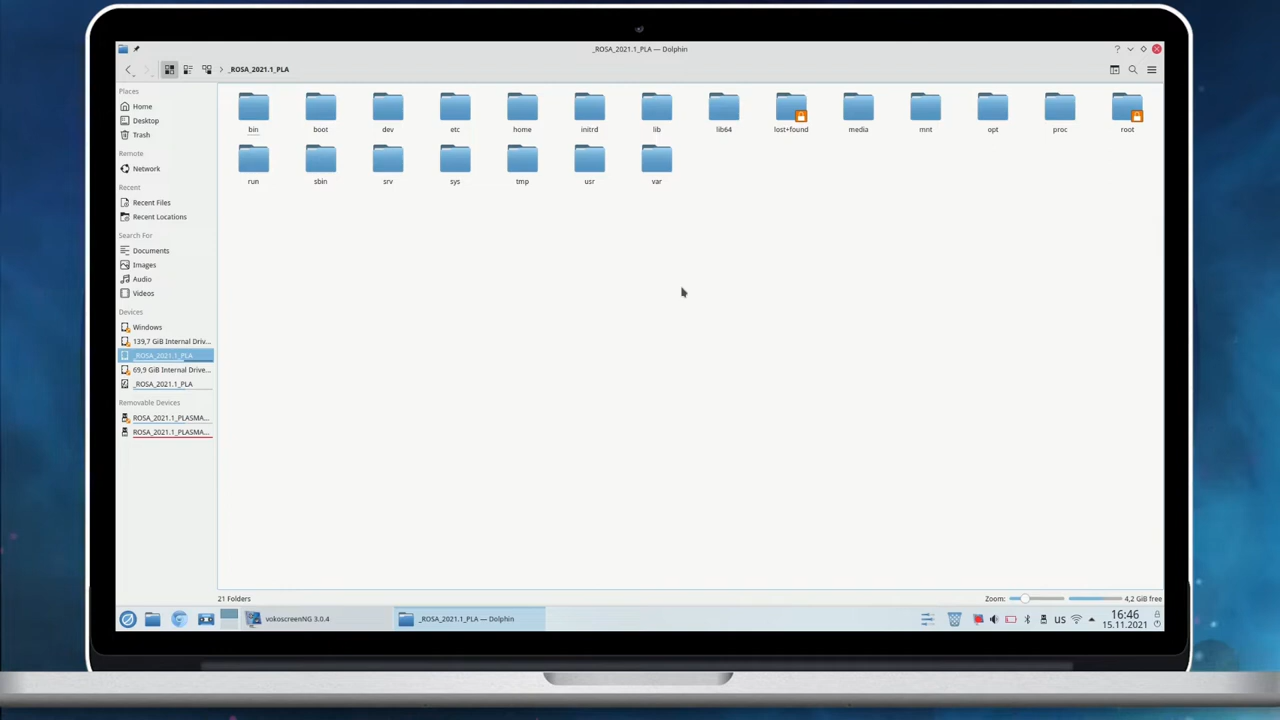 _ROSA_2021.1_PLA — Dolphin
_ROSA_2021.1_PLA
Places
Home
Desktop
Trash
Remote
Network
Recent
Recent Files
Recent Locations
Search For
Documents
Images
Audio
Videos
Devices
Windows
139,7 GiB Internal Driv...
_ROSA_2021.1_PLA
69,9 GiB Internal Drive...
_ROSA_2021.1_PLA
Removable Devices
ROSA_2021.1_PLASMA...
ROSA_2021.1_PLASMA...
bin boot dev etc home initrd lib lib64 lost+found media mnt opt proc root
run sbin srv sys tmp usr var
21 Folders
Zoom:
4,2 GiB free
vokoscreenNG 3.0.4
_ROSA_2021.1_PLA — Dolphin
us
16:46
15.11.2021